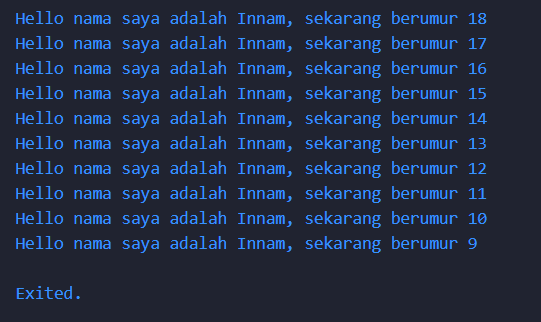 Hello nama saya adalah Innam, sekarang berumur 18
Hello nama saya adalah Innam, sekarang berumur 17
Hello nama saya adalah Innam, sekarang berumur 16
Hello nama saya adalah Innam, sekarang berumur 15
Hello nama saya adalah Innam, sekarang berumur 14
Hello nama saya adalah Innam, sekarang berumur 13
Hello nama saya adalah Innam, sekarang berumur 12
Hello nama saya adalah Innam, sekarang berumur 11
Hello nama saya adalah Innam, sekarang berumur 10
Hello nama saya adalah Innam, sekarang berumur 9
Exited.